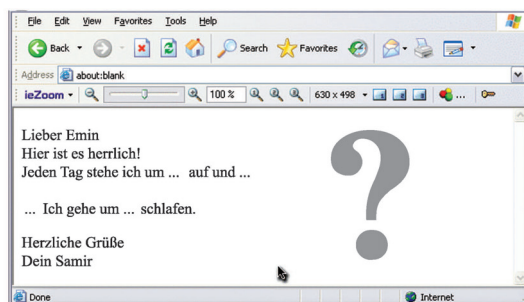 File Edit View Favorites Tools Help
Back Search Favorites
Address about:blank
ieZoom 100 % 630 x 498 ...
Lieber Emin
Hier ist es herrlich!
Jeden Tag stehe ich um ... auf und ...
... Ich gehe um ... schlafen.
Herzliche Grüße
Dein Samir
?
Done Internet